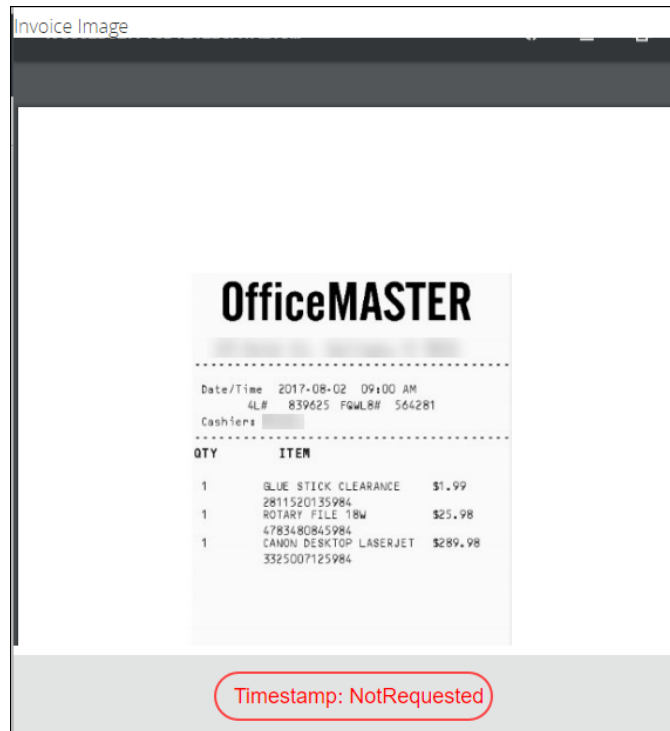 Invoice Image
OfficeMASTER
Date/Time 2017-08-02 09:00 AM
4L# 839625 FQWL8# 564281
Cashier:
QTY ITEM
1 GLUE STICK CLEARANCE $1.99
2811520135984
1 ROTARY FILE 18W $25.98
4783480845984
1 CANON DESKTOP LASERJET $289.98
3325007125984
Timestamp: NotRequested